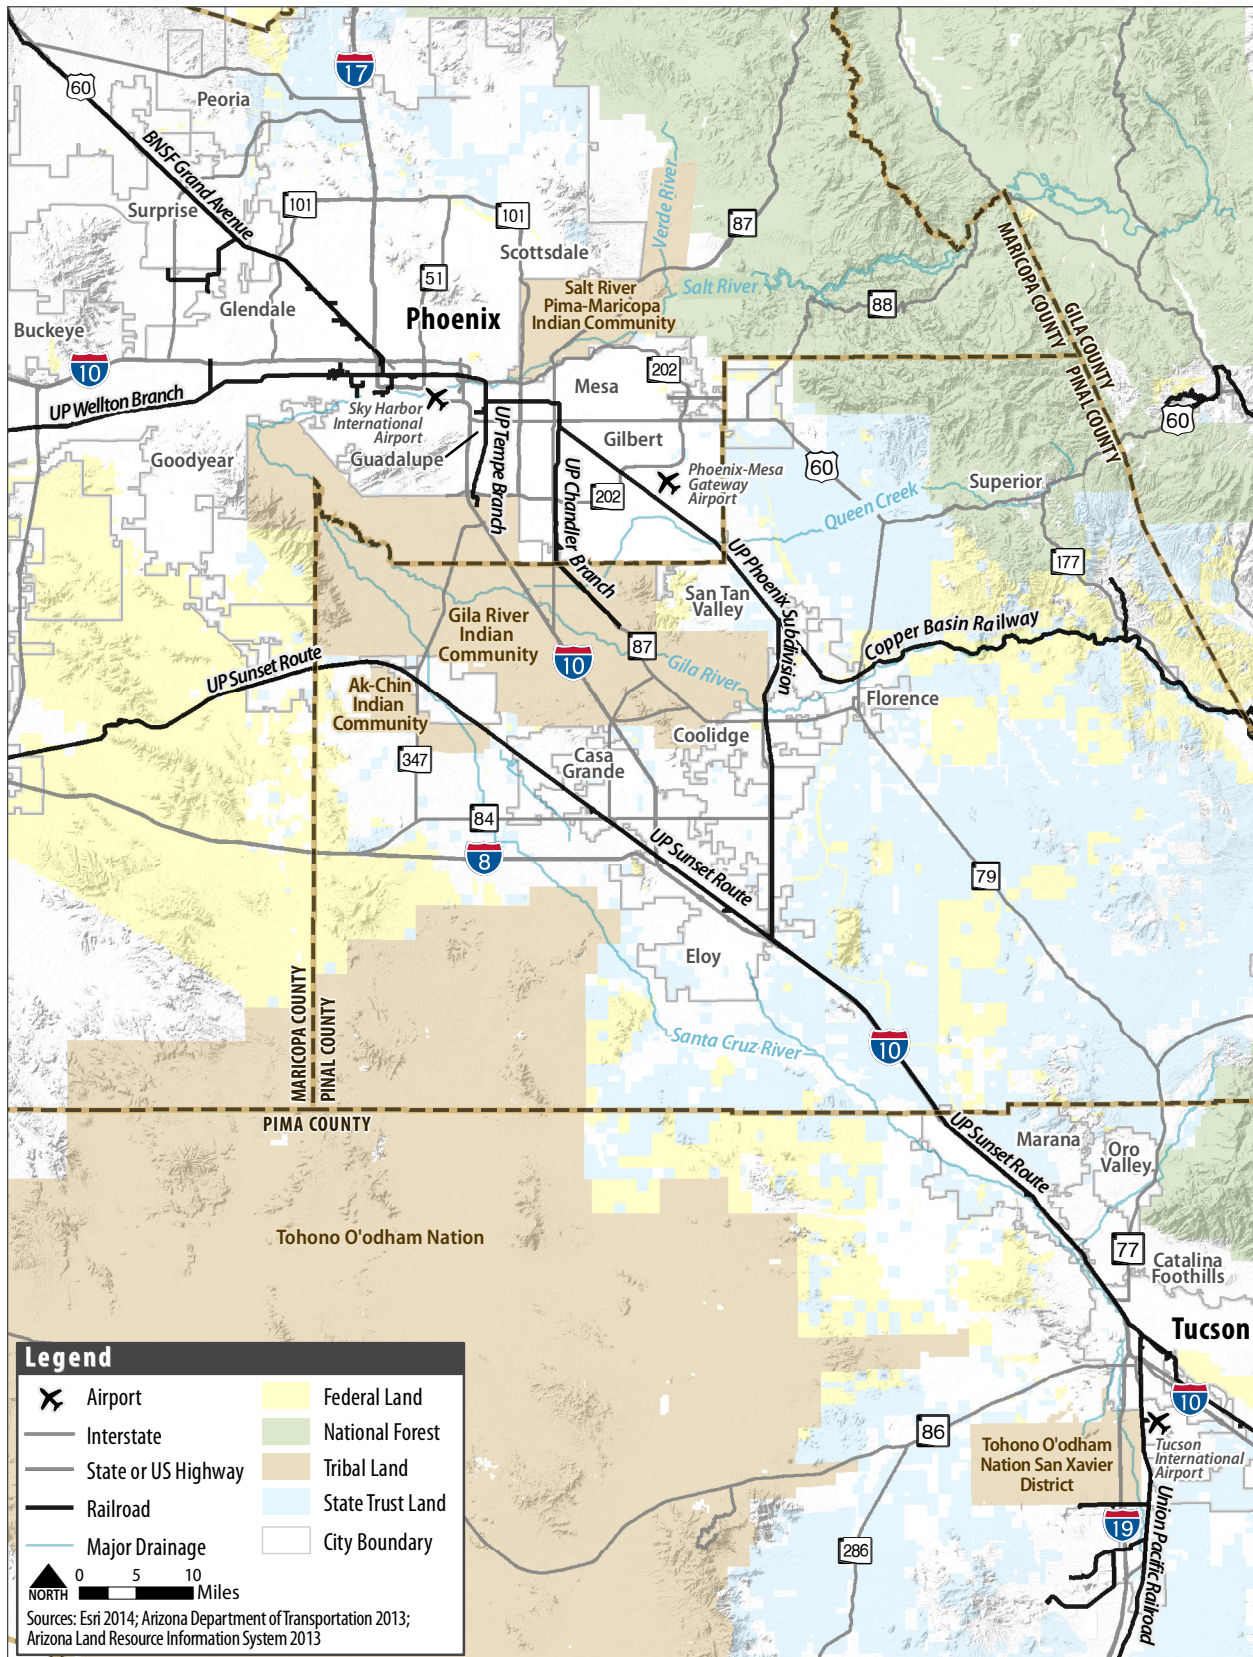 17
60
Peoria
BNSF Grand Avenue
101
Surprise
101
Verde River
87
Scottsdale
MARICOPA COUNTY
GILA COUNTY
51
Salt River
Salt River
Pima-Maricopa
Indian Community
Glendale
Phoenix
88
Buckeye
10
PINAL COUNTY
202
Mesa
UP Wellton Branch
Sky Harbor
International
Airport
60
Gilbert
Goodyear
Guadalupe
UP Tempe Branch
UP Chandler Branch
Phoenix-Mesa
Gateway
Airport
60
Superior
202
Queen Creek
UP Phoenix Subdivision
177
San Tan
Valley
Gila River
Indian
Community
Copper Basin Railway
87
10
Gila River
UP Sunset Route
Ak-Chin
Indian
Community
Florence
Coolidge
347
Casa
Grande
84
UP Sunset Route
8
79
Eloy
MARICOPA COUNTY
PINAL COUNTY
Santa Cruz River
10
PIMA COUNTY
UP Sunset Route
Marana
Oro
Valley
Tohono O'odham Nation
77
Catalina
Foothills
Tucson
10
86
Tohono O'odham
Nation San Xavier
District
Tucson
International
Airport
Union Pacific Railroad
19
286
Legend
Airport
Interstate
State or US Highway
Railroad
Major Drainage
Federal Land
National Forest
Tribal Land
State Trust Land
City Boundary
NORTH
0 5 10
Miles
Sources: Esri 2014; Arizona Department of Transportation 2013;
Arizona Land Resource Information System 2013